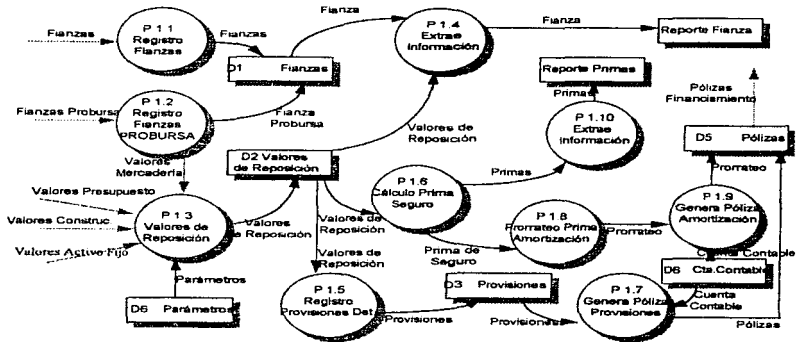 Fianzas
P 1.1
Registro
Fianzas
Fianzas
D1 Fianzas
Fianza
P 1.4
Extrae
Información
Fianza
Reporte Fianza
Fianzas Probursa
P 1.2
Registro
Fianzas
PROBURSA
Fianza
Probursa
Valores de
Reposición
Reporte Primas
Primas
P 1.10
Extrae
Información
Pólizas
Financiamiento
D5 Pólizas
Valores
Mercadería
D2 Valores
de Reposición
P 1.6
Cálculo Prima
Seguro
Primas
Prorrateo
Valores Presupuesto
Valores Construc
Valores Activo Fijo
P 1.3
Valores de
Reposición
Valores
de Reposición
Valores de
Reposición
Valores de
Reposición
Prima de
Seguro
P 1.8
Prorrateo Prima
Amortización
Prorrateo
P 1.9
Genera Póliza
Amortización
Cuenta Contable
D6 Cta.Contable
Parámetros
D6 Parámetros
P 1.5
Registro
Provisiones Det
Provisiones
D3 Provisiones
Provisiones
P 1.7
Genera Póliza
Provisiones
Cuenta
Contable
Pólizas